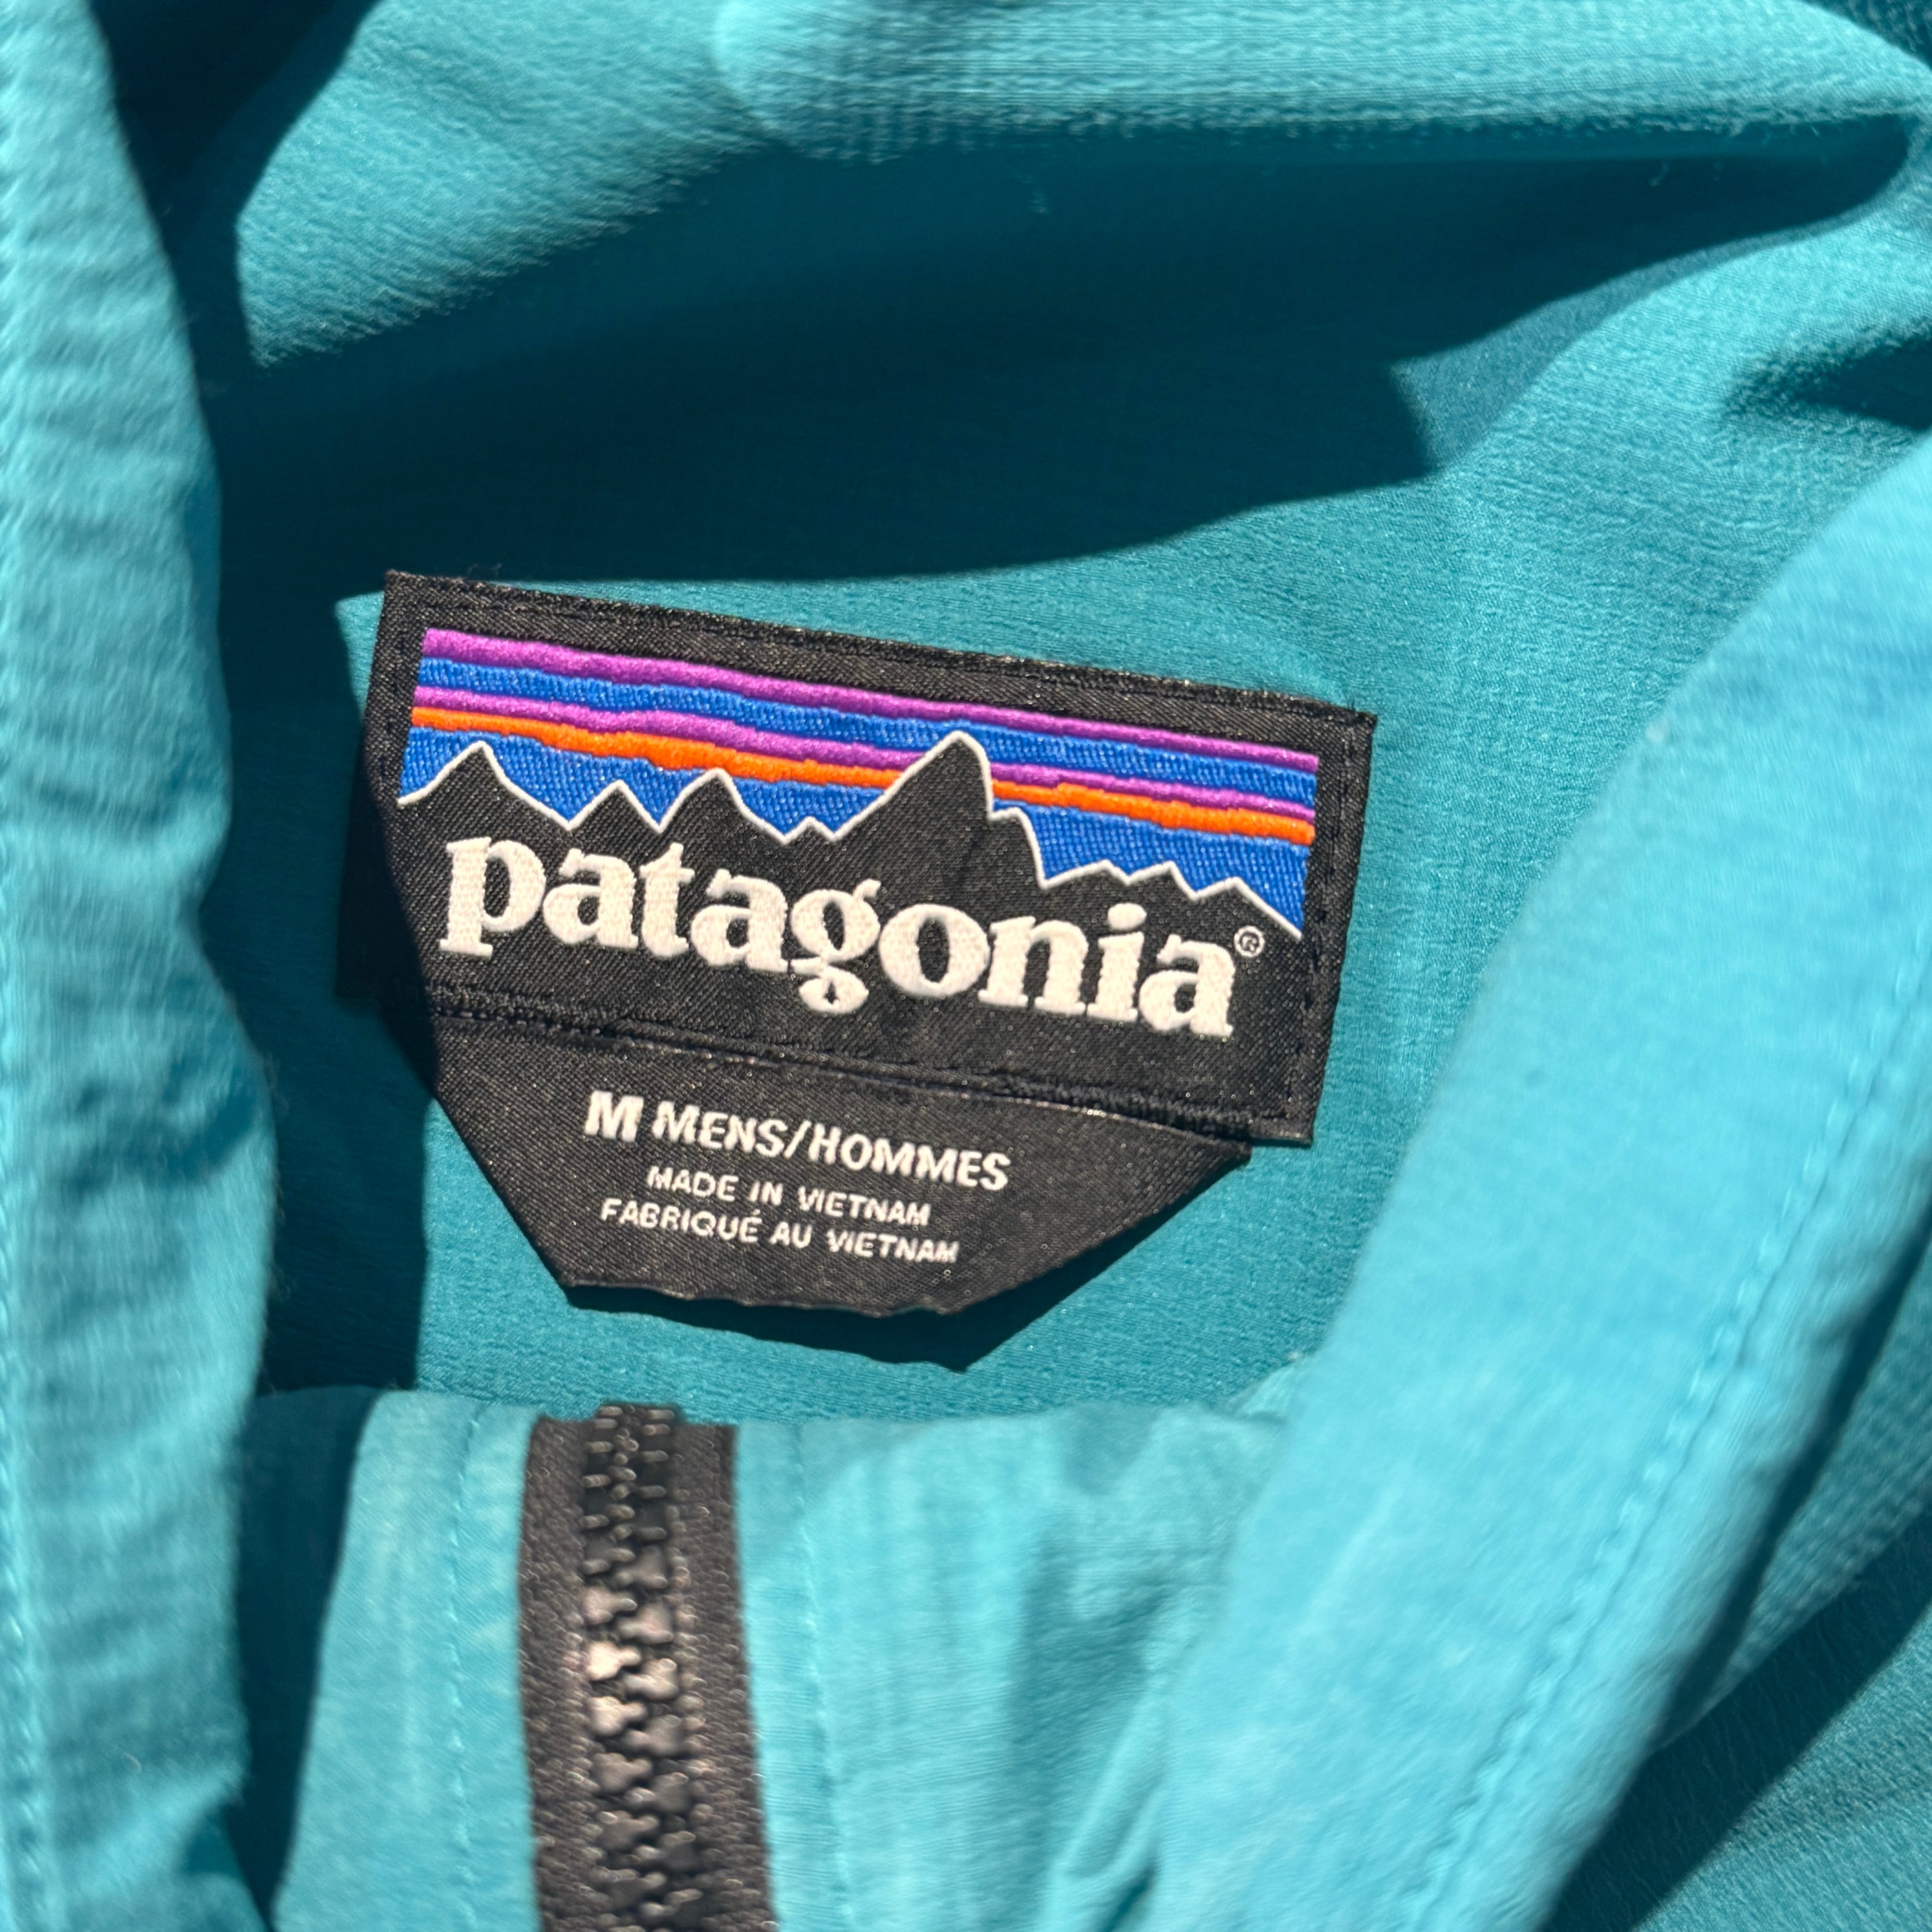 patagonia®
M MENS/HOMMES
MADE IN VIETNAM
FABRIQUÉ AU VIETNAM